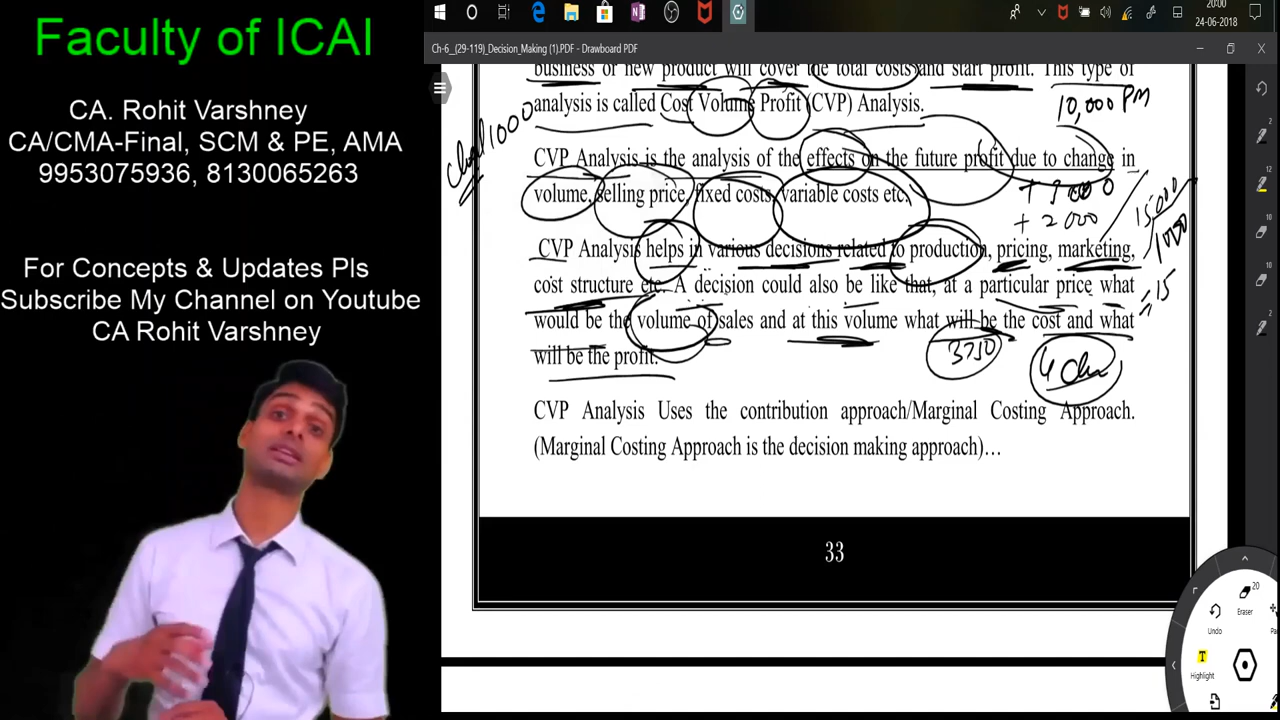 Faculty of ICAI
CA. Rohit Varshney
CA/CMA-Final, SCM & PE, AMA
9953075936, 8130065263
For Concepts & Updates Pls
Subscribe My Channel on Youtube
CA Rohit Varshney
20:00
24-06-2018
Ch-6_(29-119)_Decision_Making (1).PDF - Drawboard PDF
business or new product will cover the total costs and start profit. This type of
analysis is called Cost Volume Profit (CVP) Analysis.
10,000 PM
1000
CVP Analysis is the analysis of the effects on the future profit due to change in
volume, selling price, fixed costs, variable costs etc.
+ 2000
15000
1000
= 15
CVP Analysis helps in various decisions related to production, pricing, marketing,
cost structure etc. A decision could also be like that, at a particular price what
would be the volume of sales and at this volume what will be the cost and what
will be the profit.
3750
CVP Analysis Uses the contribution approach/Marginal Costing Approach.
(Marginal Costing Approach is the decision making approach)…
33
20
Undo
Eraser
Highlight